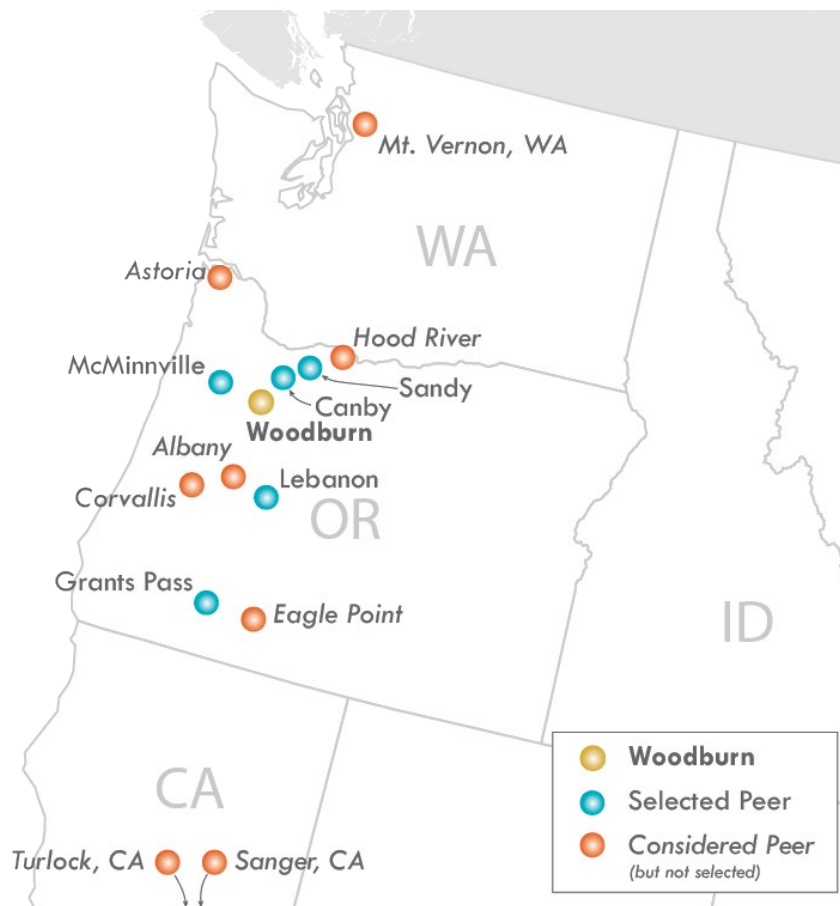 Mt. Vernon, WA
WA
Astoria
Hood River
McMinnville
Sandy
Canby
Woodburn
Albany
Lebanon
Corvallis
OR
Grants Pass
Eagle Point
ID
CA
Turlock, CA
Sanger, CA
Woodburn
Selected Peer
Considered Peer
(but not selected)